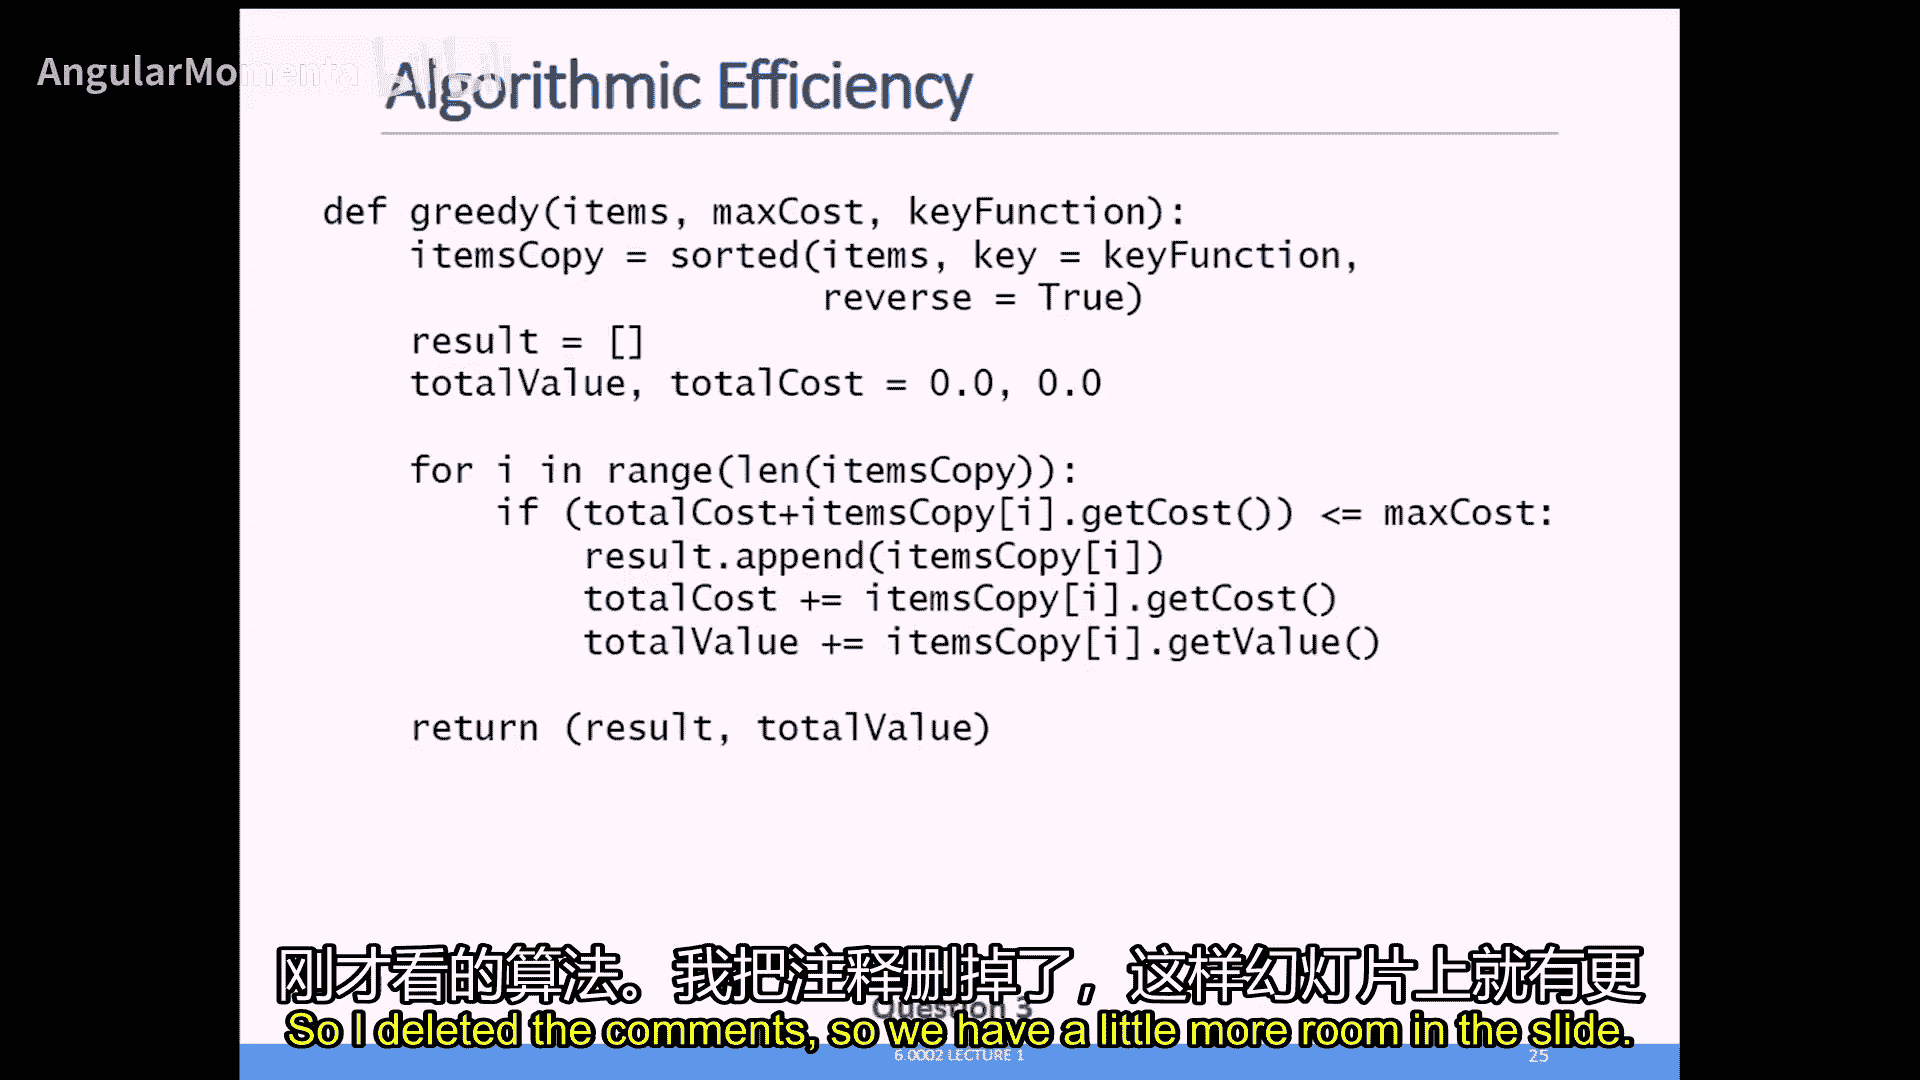 AngularMomenta
Algorithmic Efficiency
def greedy(items, maxCost, keyFunction):
    itemsCopy = sorted(items, key = keyFunction,
                       reverse = True)
    result = []
    totalValue, totalCost = 0.0, 0.0
    for i in range(len(itemsCopy)):
        if (totalCost+itemsCopy[i].getCost()) <= maxCost:
            result.append(itemsCopy[i])
            totalCost += itemsCopy[i].getCost()
            totalValue += itemsCopy[i].getValue()
    return (result, totalValue)
刚才看的算法。我把注释删掉了，这样幻灯片上就有更
Question 3
So I deleted the comments, so we have a little more room in the slide.
6.0002 LECTURE 1
25